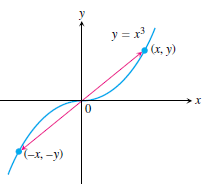 y
y = x³
(x, y)
x
0
(–x, –y)